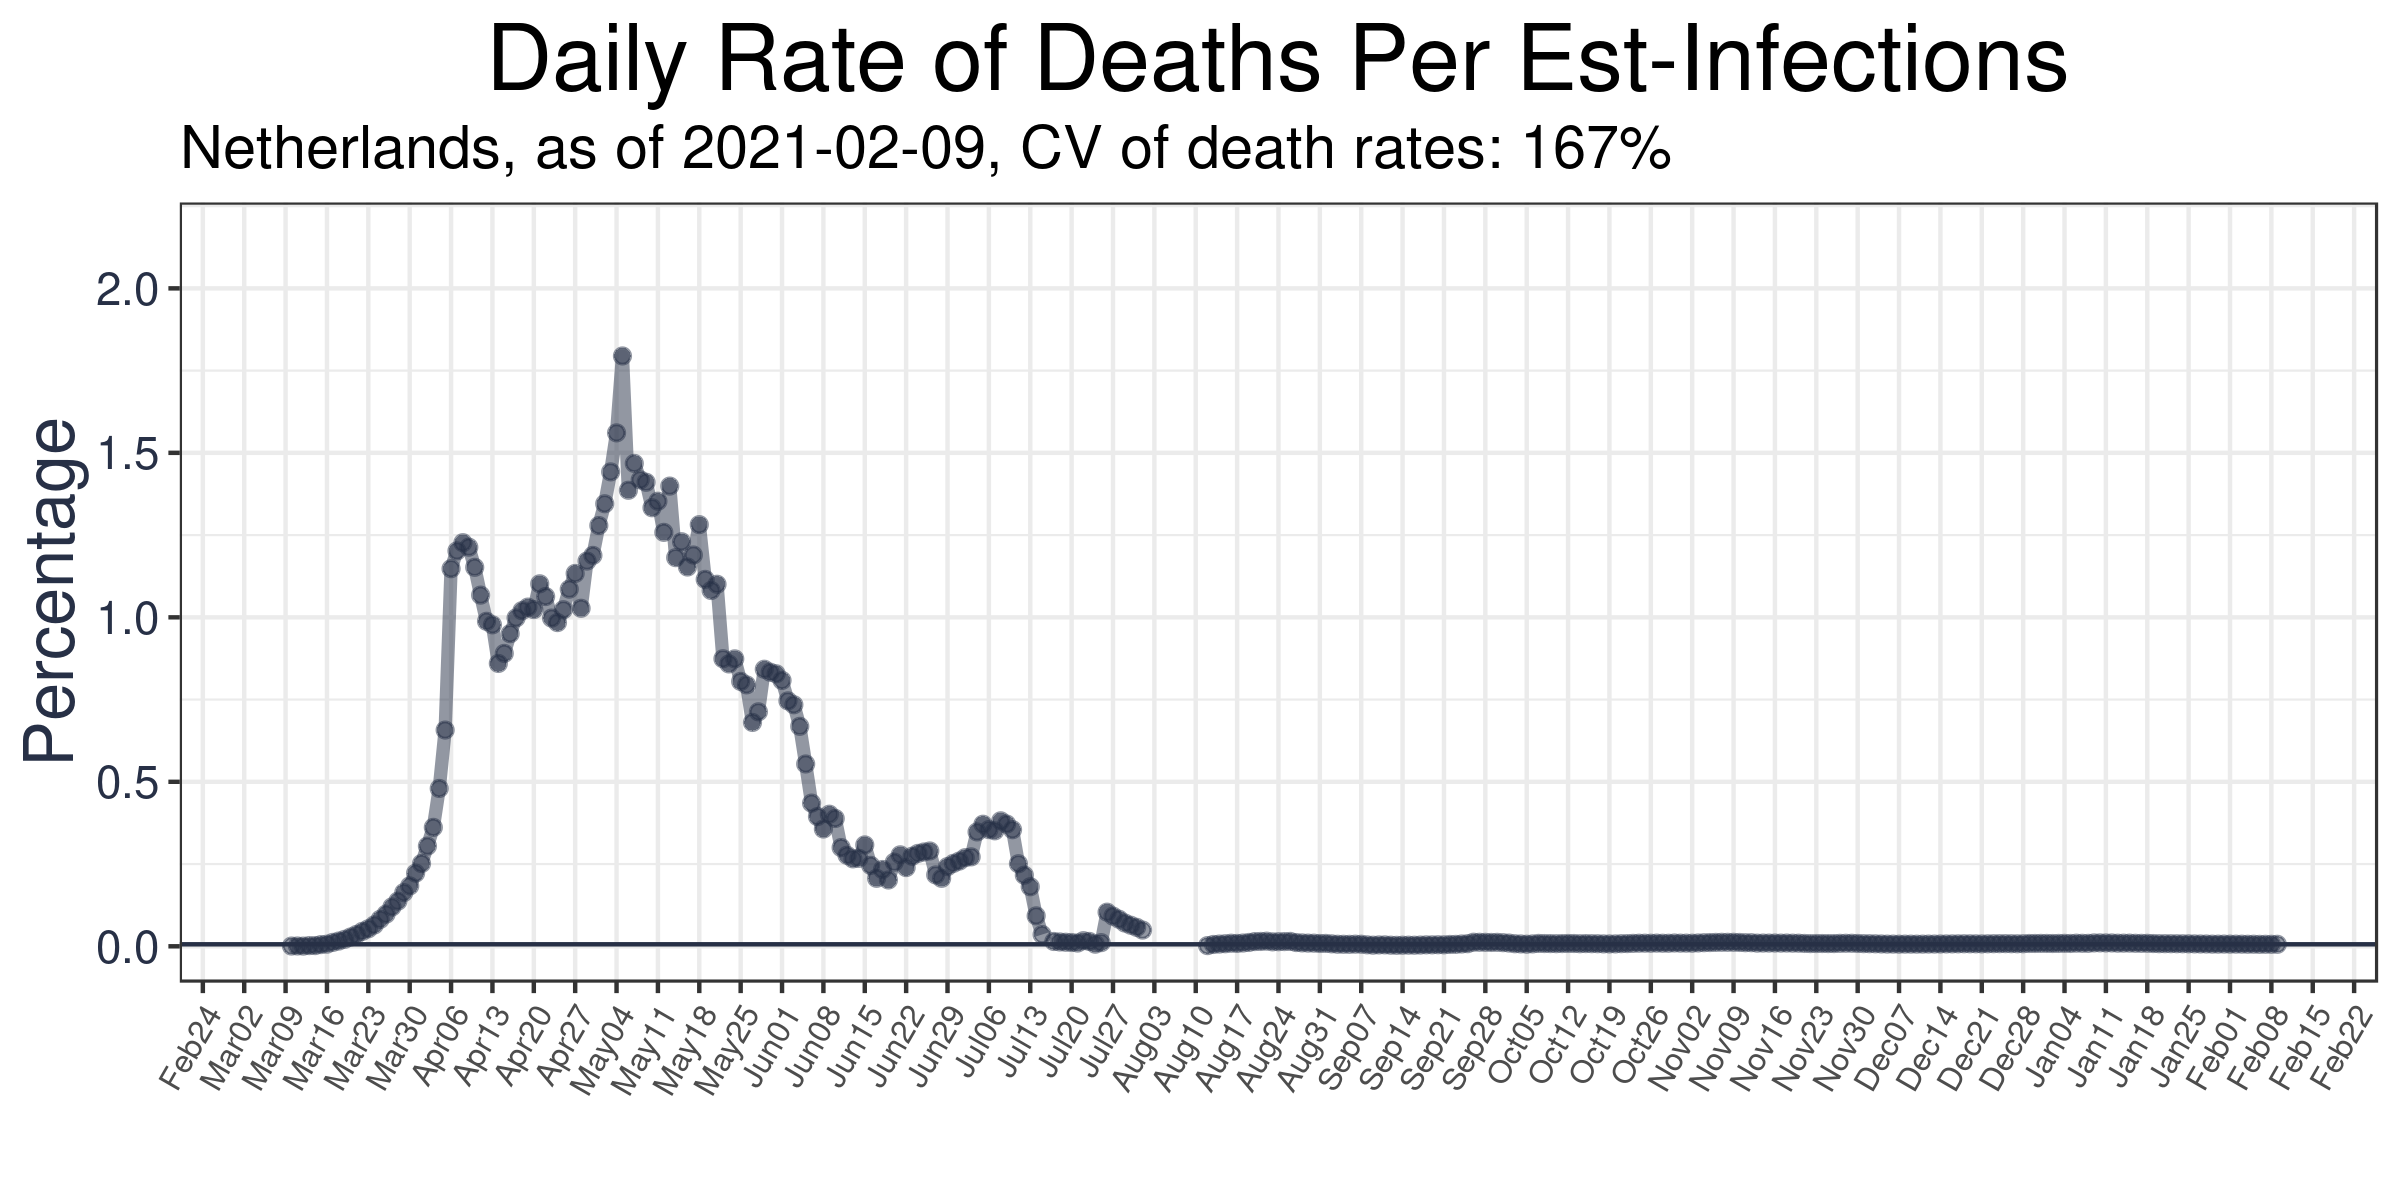 Daily Rate of Deaths Per Est-Infections
Netherlands, as of 2021-02-09, CV of death rates: 167%
Percentage
2.0
1.5
1.0
0.5
0.0
Feb24
Mar02
Mar09
Mar16
Mar23
Mar30
Apr06
Apr13
Apr20
Apr27
May04
May11
May18
May25
Jun01
Jun08
Jun15
Jun22
Jun29
Jul06
Jul13
Jul20
Jul27
Aug03
Aug10
Aug17
Aug24
Aug31
Sep07
Sep14
Sep21
Sep28
Oct05
Oct12
Oct19
Oct26
Nov02
Nov09
Nov16
Nov23
Nov30
Dec07
Dec14
Dec21
Dec28
Jan04
Jan11
Jan18
Jan25
Feb01
Feb08
Feb15
Feb22